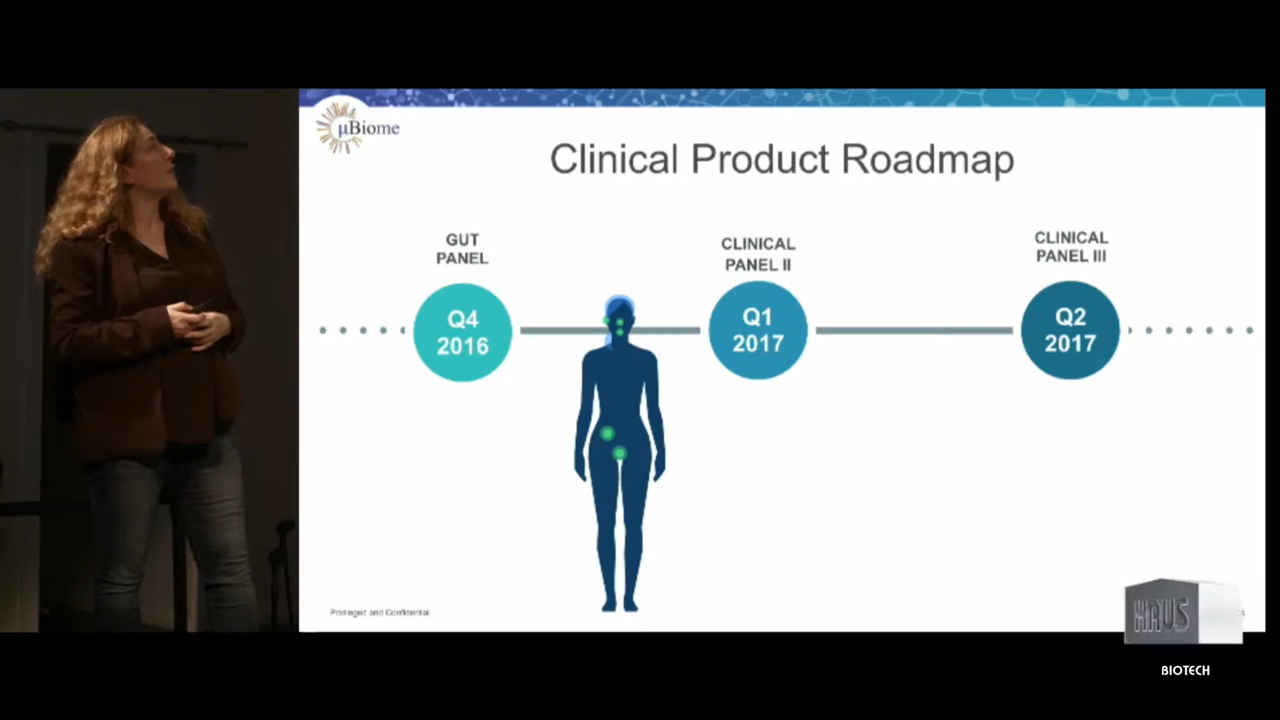 µBiome
Clinical Product Roadmap
GUT
PANEL
CLINICAL
PANEL II
CLINICAL
PANEL III
Q4
2016
Q1
2017
Q2
2017
Privileged and Confidential
HAUS
BIOTECH